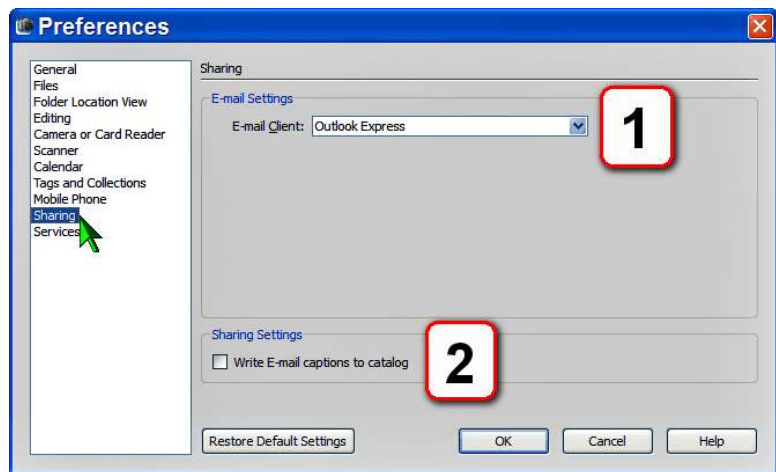 Preferences
General
Files
Folder Location View
Editing
Camera or Card Reader
Scanner
Calendar
Tags and Collections
Mobile Phone
Sharing
Services
Sharing
E-mail Settings
E-mail Client: Outlook Express
1
Sharing Settings
Write E-mail captions to catalog
2
Restore Default Settings OK Cancel Help